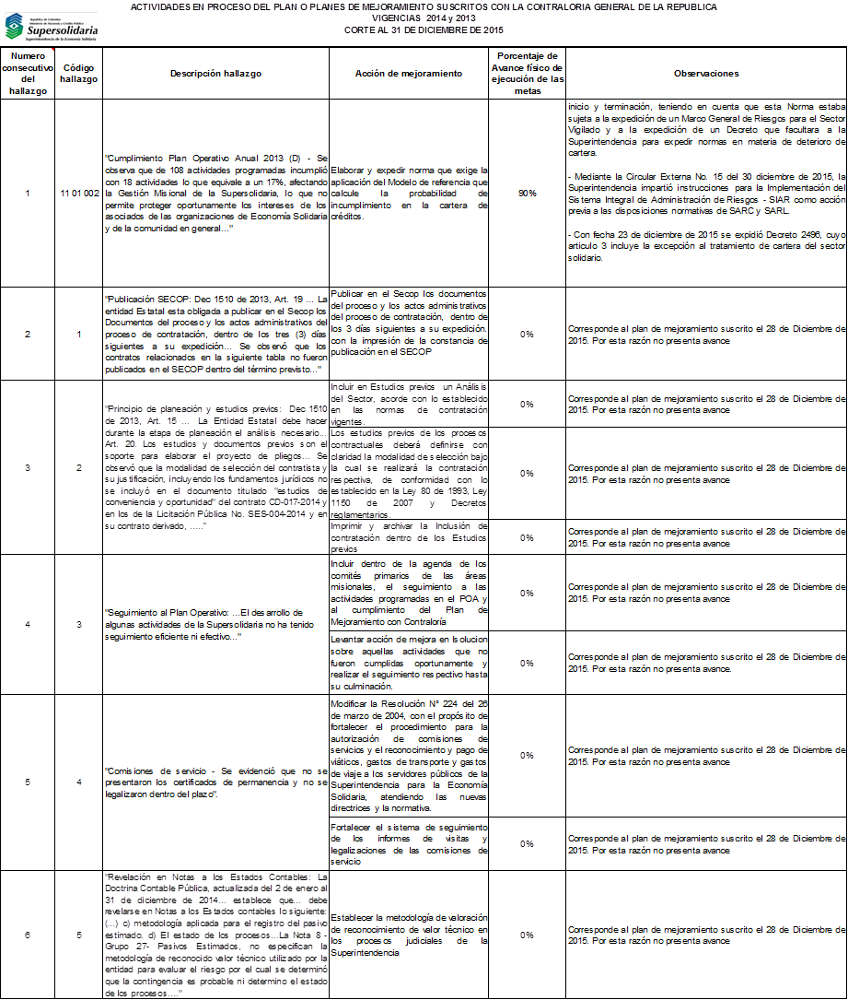 ACTIVIDADES EN PROCESO DEL PLAN O PLANES DE MEJORAMIENTO SUSCRITOS CON LA CONTRALORIA GENERAL DE LA REPUBLICA
VIGENCIAS 2014 y 2013
CORTE AL 31 DE DICIEMBRE DE 2015
República de Colombia
Ministerio de Hacienda y Crédito Público
Supersolidaria
Superintendencia de la Economía Solidaria
Numero
consecutivo
del
hallazgo
Código
hallazgo
Descripción hallazgo
Acción de mejoramiento
Porcentaje de
Avance físico de
ejecución de las
metas
Observaciones
1
11 01 002
"Cumplimiento Plan Operativo Anual 2013 (D) - Se
observa que de 108 actividades programadas incumplió
con 18 actividades lo que equivale a un 17%, afectando
la Gestión Misional de la Supersolidaria, lo que no
permite proteger oportunamente los intereses de los
asociados de las organizaciones de Economía Solidaria
y de la comunidad en general..."
Elaborar y expedir norma que exige la
aplicación del Modelo de referencia que
calcule la probabilidad de
incumplimiento en la cartera de
créditos.
90%
inicio y terminación, teniendo en cuenta que esta Norma estaba
sujeta a la expedición de un Marco General de Riesgos para el Sector
Vigilado y a la expedición de un Decreto que facultara a la
Superintendencia para expedir normas en materia de deterioro de
cartera.
- Mediante la Circular Externa No. 15 del 30 diciembre de 2015, la
Superintendencia impartió instrucciones para la Implementación del
Sistema Integral de Administración de Riesgos - SIAR como acción
previa a las disposiciones normativas de SARC y SARL.
- Con fecha 23 de diciembre de 2015 se expidió Decreto 2496, cuyo
articulo 3 incluye la excepción al tratamiento de cartera del sector
solidario.
2
1
"Publicación SECOP: Dec 1510 de 2013, Art. 19 ... La
entidad Estatal esta obligada a publicar en el Secop los
Documentos del proceso y los actos administrativos del
proceso de contratación, dentro de los tres (3) días
siguientes a su expedición... Se observó que los
contratos relacionados en la siguiente tabla no fueron
publicados en el SECOP dentro del término previsto..."
Publicar en el Secop los documentos
del proceso y los actos administrativos
del proceso de contratación, dentro de
los 3 días siguientes a su expedición.
con la impresión de la constancia de
publicación en el SECOP
0%
Corresponde al plan de mejoramiento suscrito el 28 de Diciembre de
2015. Por esta razón no presenta avance
3
2
"Principio de planeación y estudios previos: Dec 1510
de 2013, Art. 15 ... La Entidad Estatal debe hacer
durante la etapa de planeación el análisis necesario...
Art. 20. Los estudios y documentos previos son el
soporte para elaborar el proyecto de pliegos... Se
observó que la modalidad de selección del contratista y
su justificación, incluyendo los fundamentos jurídicos no
se incluyó en el documento titulado "estudios de
conveniencia y oportunidad" del contrato CD-017-2014 y
en los de la Licitación Pública No. SES-004-2014 y en
su contrato derivado, ....."
Incluir en Estudios previos un Análisis
del Sector, acorde con lo establecido
en las normas de contratación
vigentes.
0%
Corresponde al plan de mejoramiento suscrito el 28 de Diciembre de
2015. Por esta razón no presenta avance
Los estudios previos de los procesos
contractuales deberá definirse con
claridad la modalidad de selección bajo
la cual se realizará la contratación
respectiva, de conformidad con lo
establecido en la Ley 80 de 1993, Ley
1150 de 2007 y Decretos
reglamentarios
0%
Corresponde al plan de mejoramiento suscrito el 28 de Diciembre de
2015. Por esta razón no presenta avance
Imprimir y archivar la Inclusión de
contratación dentro de los Estudios
previos
0%
Corresponde al plan de mejoramiento suscrito el 28 de Diciembre de
2015. Por esta razón no presenta avance
4
3
"Seguimiento al Plan Operativo: ...El desarrollo de
algunas actividades de la Supersolidaria no ha tenido
seguimiento eficiente ni efectivo..."
Incluir dentro de la agenda de los
comités primarios de las áreas
misionales, el seguimiento a las
actividades programadas en el POA y
al cumplimiento del Plan de
Mejoramiento con Contraloría
0%
Corresponde al plan de mejoramiento suscrito el 28 de Diciembre de
2015. Por esta razón no presenta avance
Levantar acción de mejora en Isolucion
sobre aquellas actividades que no
fueron cumplidas oportunamente y
realizar el seguimiento respectivo hasta
su culminación.
0%
Corresponde al plan de mejoramiento suscrito el 28 de Diciembre de
2015. Por esta razón no presenta avance.
5
4
"Comisiones de servicio - Se evidenció que no se
presentaron los certificados de permanencia y no se
legalizaron dentro del plazo".
Modificar la Resolución N° 224 del 26
de marzo de 2004, con el propósito de
fortalecer el procedimiento para la
autorización de comisiones de
servicios y el reconocimiento y pago de
viáticos, gastos de transporte y gastos
de viaje a los servidores públicos de la
Superintendencia para la Economía
Solidaria, atendiendo las nuevas
directrices y la normativa.
0%
Corresponde al plan de mejoramiento suscrito el 28 de Diciembre de
2015. Por esta razón no presenta avance
Fortalecer el sistema de seguimiento
de los informes de visitas y
legalizaciones de las comisiones de
servicio
0%
Corresponde al plan de mejoramiento suscrito el 28 de Diciembre de
2015. Por esta razón no presenta avance
6
5
"Revelación en Notas a los Estados Contables: La
Doctrina Contable Pública, actualizada del 2 de enero al
31 de diciembre de 2014... establece que... debe
revelarse en Notas a los Estados contables lo siguiente:
(...) c) metodología aplicada para el registro del pasivo
estimado. d) El estado de los procesos...La Nota 8 -
Grupo 27- Pasivos Estimados, no especifican la
metodología de reconocido valor técnico utilizado por la
entidad para evaluar el riesgo por el cual se determinó
que la contingencia es probable ni determino el estado
de los procesos...."
Establecer la metodología de valoración
de reconocimiento de valor técnico en
los procesos judiciales de la
Superintendencia
0%
Corresponde al plan de mejoramiento suscrito el 28 de Diciembre de
2015. Por esta razón no presenta avance